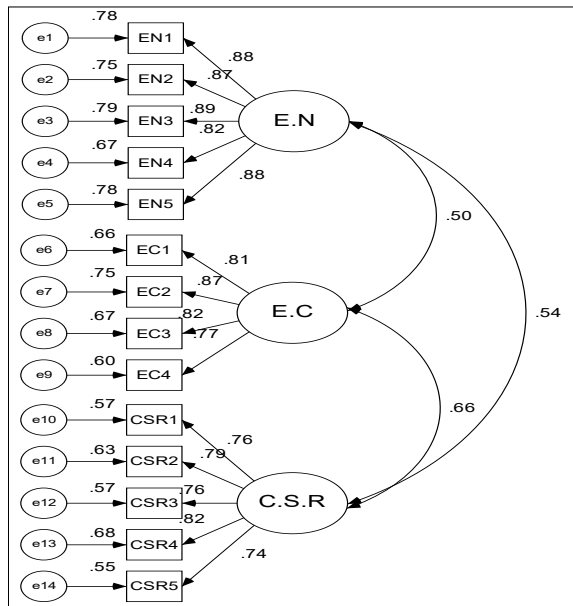 .78
e1 EN1
.88
.75
e2 EN2
.87
.79
e3 EN3
.89
E.N
.82
.67
e4 EN4
.88
.78
e5 EN5
.50
.66
e6 EC1
.81
.75
e7 EC2
.87
E.C
.54
.82
.67
e8 EC3
.77
.60
e9 EC4
.66
.57
e10 CSR1
.76
.63
e11 CSR2
.79
.57
e12 CSR3
.76
C.S.R
.82
.68
e13 CSR4
.74
.55
e14 CSR5